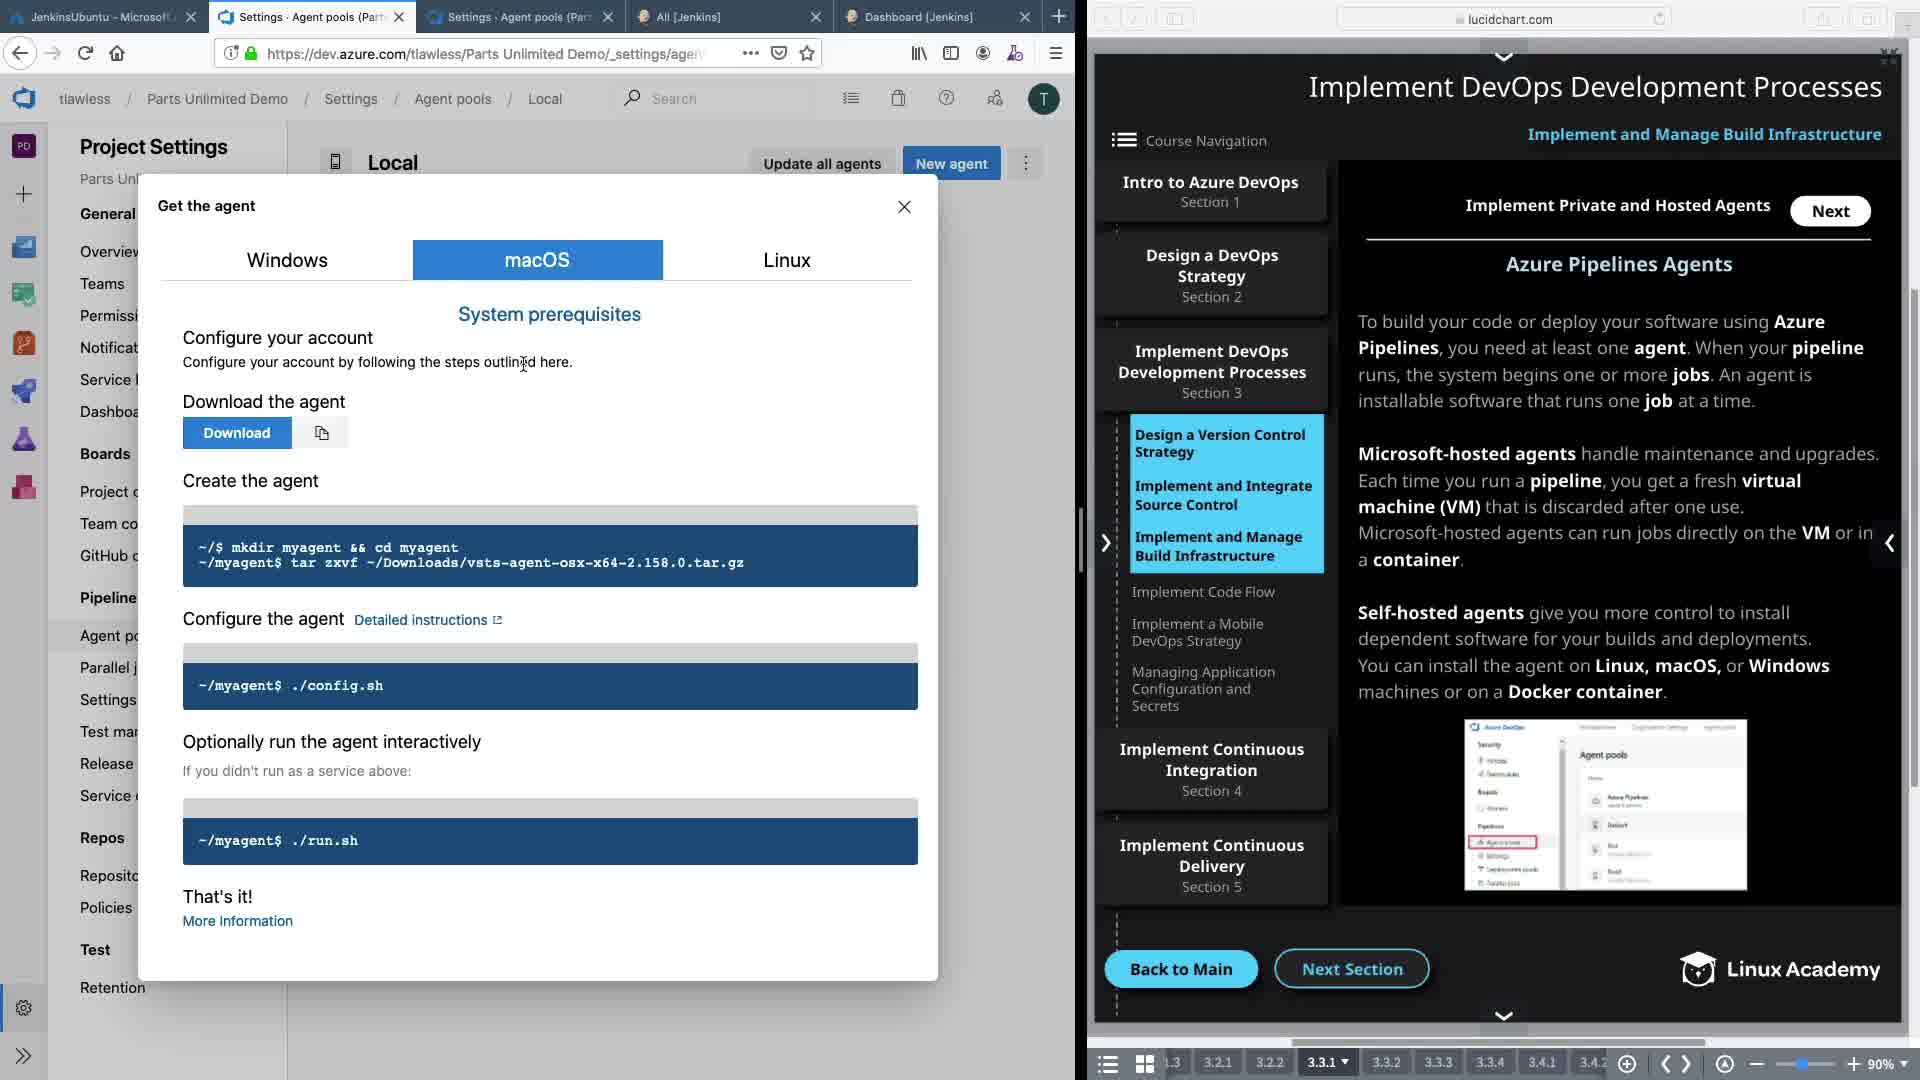 JenkinsUbuntu - Microsoft A
Settings · Agent pools (Part
Settings · Agent pools (Part
All [Jenkins]
Dashboard [Jenkins]
https://dev.azure.com/tlawless/Parts Unlimited Demo/_settings/agen
tlawless / Parts Unlimited Demo / Settings / Agent pools / Local
Search
T
PD
Project Settings
Parts Unl
General
Overview
Teams
Permissi
Notificat
Service
Dashboa
Boards
Project c
Team co
GitHub c
Pipeline
Agent po
Parallel j
Settings
Test mar
Release
Service c
Repos
Reposito
Policies
Test
Retention
Local
Update all agents
New agent
Get the agent
Windows
macOS
Linux
System prerequisites
Configure your account
Configure your account by following the steps outlined here.
Download the agent
Download
Create the agent
~/$ mkdir myagent && cd myagent
~/myagent$ tar zxvf ~/Downloads/vsts-agent-osx-x64-2.158.0.tar.gz
Configure the agent Detailed instructions
~/myagent$ ./config.sh
Optionally run the agent interactively
If you didn't run as a service above:
~/myagent$ ./run.sh
That's it!
More Information
lucidchart.com
Implement DevOps Development Processes
Implement and Manage Build Infrastructure
Course Navigation
Intro to Azure DevOps
Section 1
Design a DevOps
Strategy
Section 2
Implement DevOps
Development Processes
Section 3
Design a Version Control
Strategy
Implement and Integrate
Source Control
Implement and Manage
Build Infrastructure
Implement Code Flow
Implement a Mobile
DevOps Strategy
Managing Application
Configuration and
Secrets
Implement Continuous
Integration
Section 4
Implement Continuous
Delivery
Section 5
Implement Private and Hosted Agents
Next
Azure Pipelines Agents
To build your code or deploy your software using Azure
Pipelines, you need at least one agent. When your pipeline
runs, the system begins one or more jobs. An agent is
installable software that runs one job at a time.
Microsoft-hosted agents handle maintenance and upgrades.
Each time you run a pipeline, you get a fresh virtual
machine (VM) that is discarded after one use.
Microsoft-hosted agents can run jobs directly on the VM or in
a container.
Self-hosted agents give you more control to install
dependent software for your builds and deployments.
You can install the agent on Linux, macOS, or Windows
machines or on a Docker container.
Azure DevOps
Security
Boards
Pipelines
Agent pools
Azure Pipelines
Default
Back to Main
Next Section
Linux Academy
1.3
3.2.1
3.2.2
3.3.1
3.3.2
3.3.3
3.3.4
3.4.1
3.4.2
90%